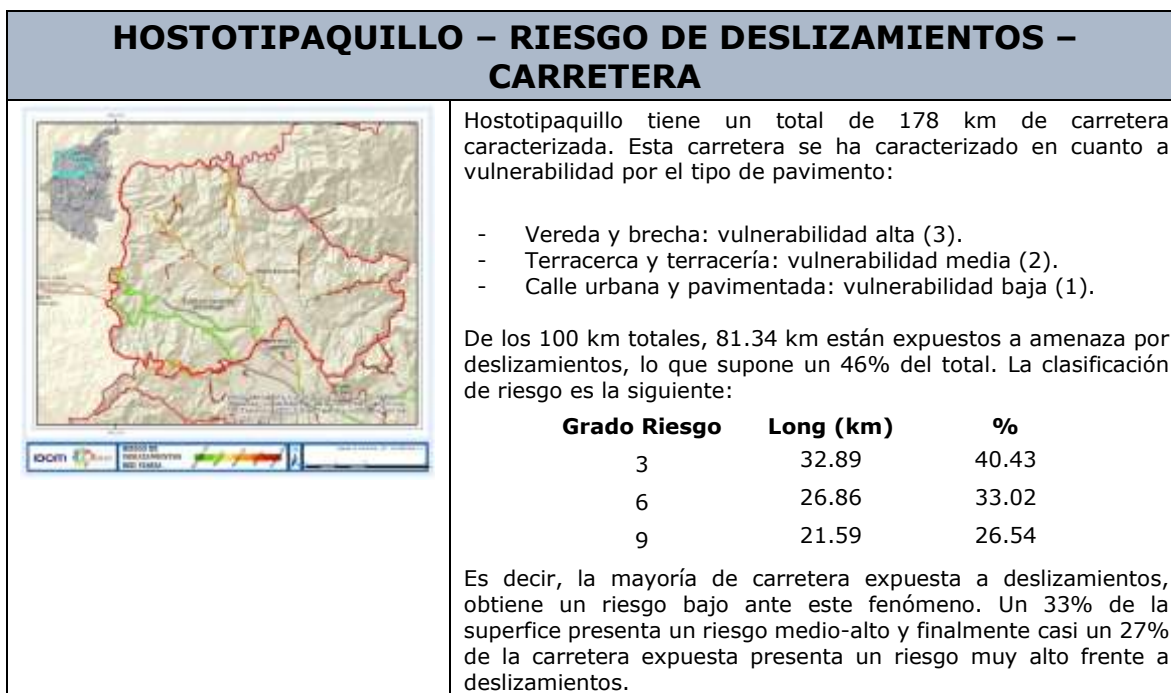 HOSTOTIPAQUILLO – RIESGO DE DESLIZAMIENTOS –
CARRETERA
Hostotipaquillo tiene un total de 178 km de carretera
caracterizada. Esta carretera se ha caracterizado en cuanto a
vulnerabilidad por el tipo de pavimento:
- Vereda y brecha: vulnerabilidad alta (3).
- Terracerca y terracería: vulnerabilidad media (2).
- Calle urbana y pavimentada: vulnerabilidad baja (1).
De los 100 km totales, 81.34 km están expuestos a amenaza por
deslizamientos, lo que supone un 46% del total. La clasificación
de riesgo es la siguiente:
Grado Riesgo Long (km) %
3 32.89 40.43
6 26.86 33.02
9 21.59 26.54
Es decir, la mayoría de carretera expuesta a deslizamientos,
obtiene un riesgo bajo ante este fenómeno. Un 33% de la
superfice presenta un riesgo medio-alto y finalmente casi un 27%
de la carretera expuesta presenta un riesgo muy alto frente a
deslizamientos.
IDOM
RIESGO DE
DESLIZAMIENTOS
RED VIARIA